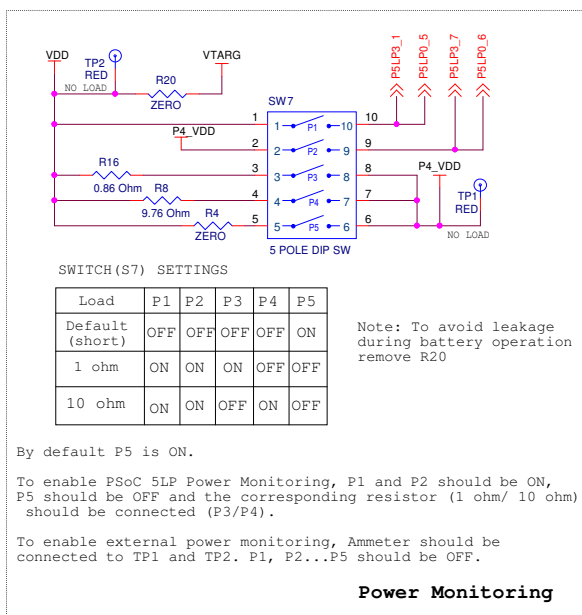 VDD
TP2
RED
NO LOAD
R20
ZERO
VTARG
P5LP3_1
P5LP0_5
P5LP3_7
P5LP0_6
SW7
1 1 P1 10 10
P4_VDD
2 2 P2 9 9
R16
0.86 Ohm
3 3 P3 8 8
P4_VDD
R8
9.76 Ohm
4 4 P4 7 7
TP1
RED
R4
ZERO
5 5 P5 6 6
NO LOAD
5 POLE DIP SW
SWITCH(S7) SETTINGS
Load P1 P2 P3 P4 P5
Default
(short) OFF OFF OFF OFF ON
1 ohm ON ON ON OFF OFF
10 ohm ON ON OFF ON OFF
Note: To avoid leakage
during battery operation
remove R20
By default P5 is ON.
To enable PSoC 5LP Power Monitoring, P1 and P2 should be ON,
P5 should be OFF and the corresponding resistor (1 ohm/ 10 ohm)
should be connected (P3/P4).
To enable external power monitoring, Ammeter should be
connected to TP1 and TP2. P1, P2...P5 should be OFF.
Power Monitoring